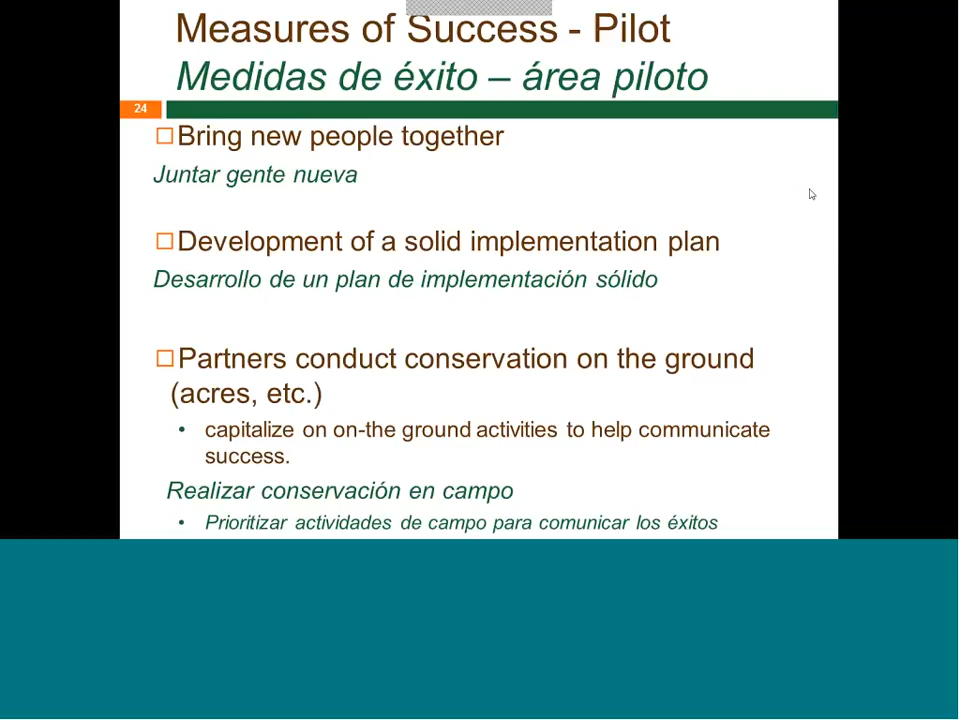 Measures of Success - Pilot
Medidas de éxito – área piloto
24
Bring new people together
Juntar gente nueva
Development of a solid implementation plan
Desarrollo de un plan de implementación sólido
Partners conduct conservation on the ground
(acres, etc.)
• capitalize on on-the ground activities to help communicate
success.
Realizar conservación en campo
• Prioritizar actividades de campo para comunicar los éxitos